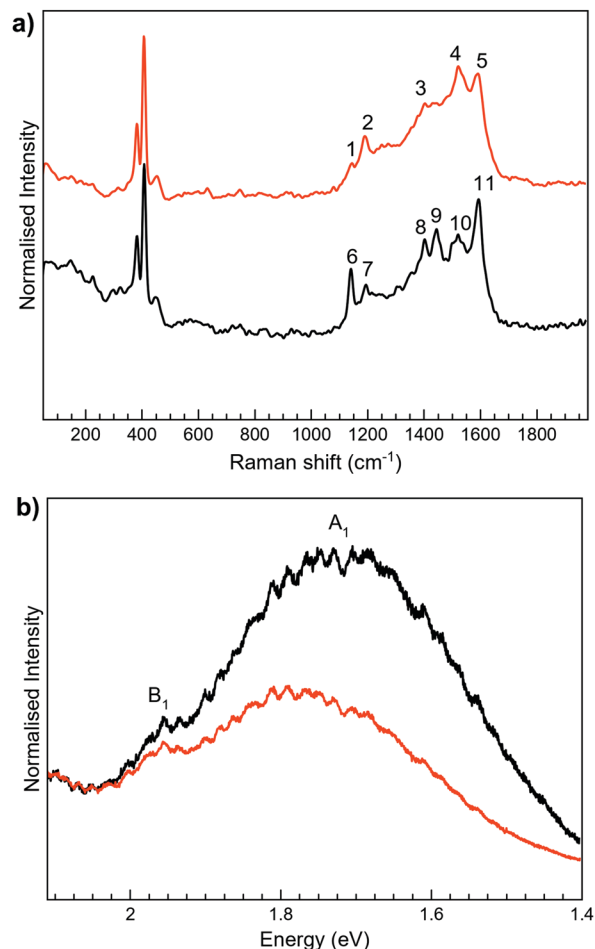 a)
Normalised Intensity
1
2
3
4
5
6
7
8
9
10
11
200 400 600 800 1000 1200 1400 1600 1800
Raman shift (cm⁻¹)
b)
Normalised Intensity
A₁
B₁
2 1.8 1.6 1.4
Energy (eV)